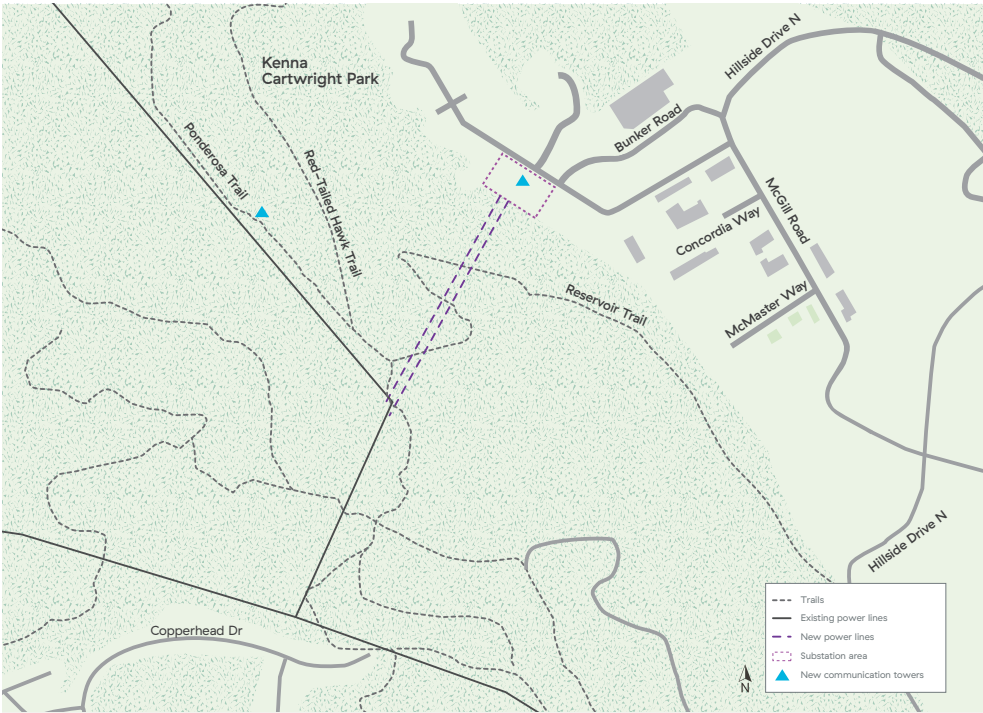 Hillside Drive N
Kenna
Cartwright Park
Bunker Road
Ponderosa Trail
Red-Tailed Hawk Trail
McGill Road
Concordia Way
Reservoir Trail
McMaster Way
Hillside Drive N
Copperhead Dr
Trails
Existing power lines
New power lines
Substation area
New communication towers
N